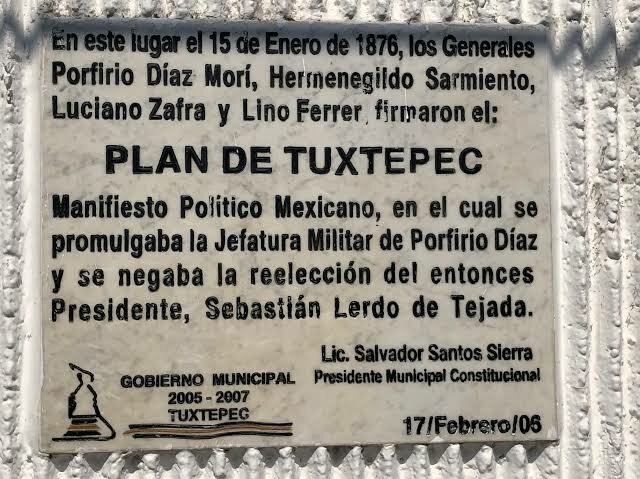 En este lugar el 15 de Enero de 1876, los Generales
Porfirio Díaz Morí, Hermenegildo Sarmiento,
Luciano Zafra y Lino Ferrer, firmaron el:
PLAN DE TUXTEPEC
Manifiesto Político Mexicano, en el cual se
promulgaba la Jefatura Militar de Porfirio Díaz
y se negaba la reelección del entonces
Presidente, Sebastián Lerdo de Tejada.
Lic. Salvador Santos Sierra
Presidente Municipal Constitucional
GOBIERNO MUNICIPAL
2005 - 2007
TUXTEPEC
17/Febrero/06